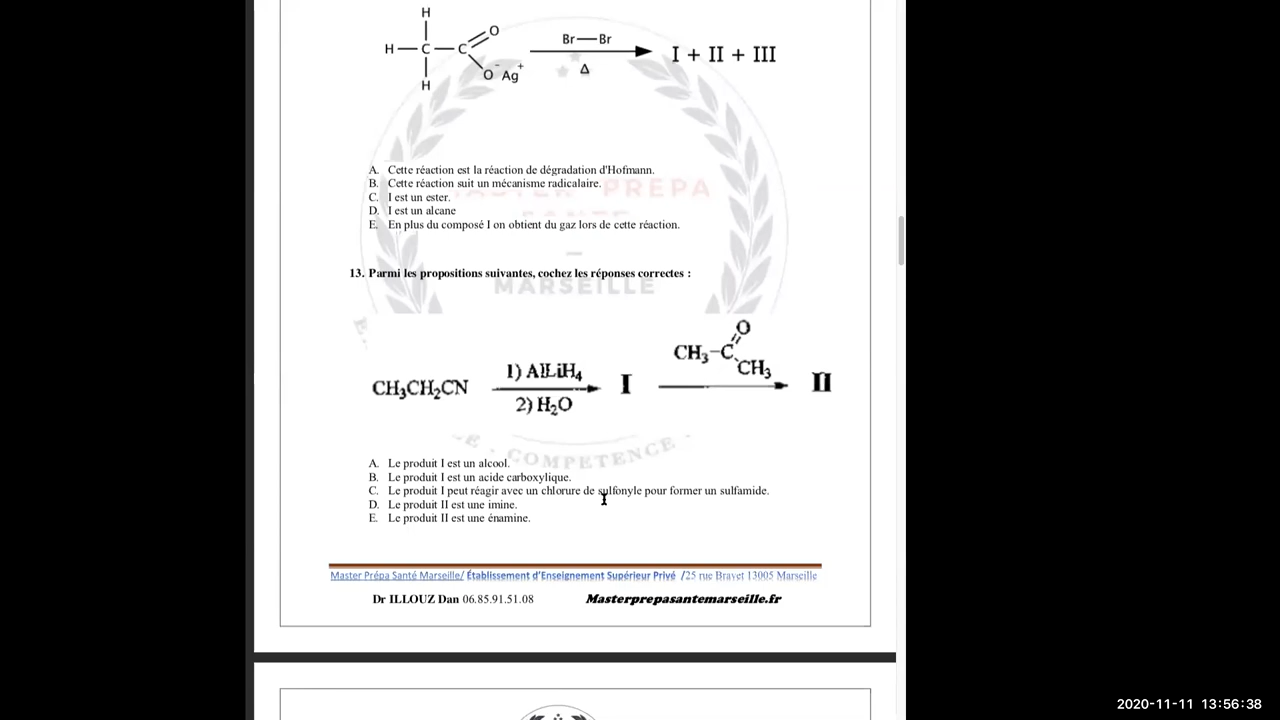 H
H — C — C
O
O⁻ Ag⁺
H
Br — Br
Δ
I + II + III
A. Cette réaction est la réaction de dégradation d'Hofmann.
B. Cette réaction suit un mécanisme radicalaire.
C. I est un ester.
D. I est un alcane
E. En plus du composé I on obtient du gaz lors de cette réaction.
MASTER PREPA
SANTE
–
MARSEILLE
13. Parmi les propositions suivantes, cochez les réponses correctes :
CH₃CH₂CN
1) AlLiH₄
2) H₂O
I
CH₃-C
O
CH₃
II
· COMPETENCE ·
A. Le produit I est un alcool.
B. Le produit I est un acide carboxylique.
C. Le produit I peut réagir avec un chlorure de sulfonyle pour former un sulfamide.
D. Le produit II est une imine.
E. Le produit II est une énamine.
Master Prépa Santé Marseille/ Établissement d'Enseignement Supérieur Privé /25 rue Bravet 13005 Marseille
Dr ILLOUZ Dan 06.85.91.51.08 Masterprepasantemarseille.fr
2020-11-11 13:56:38